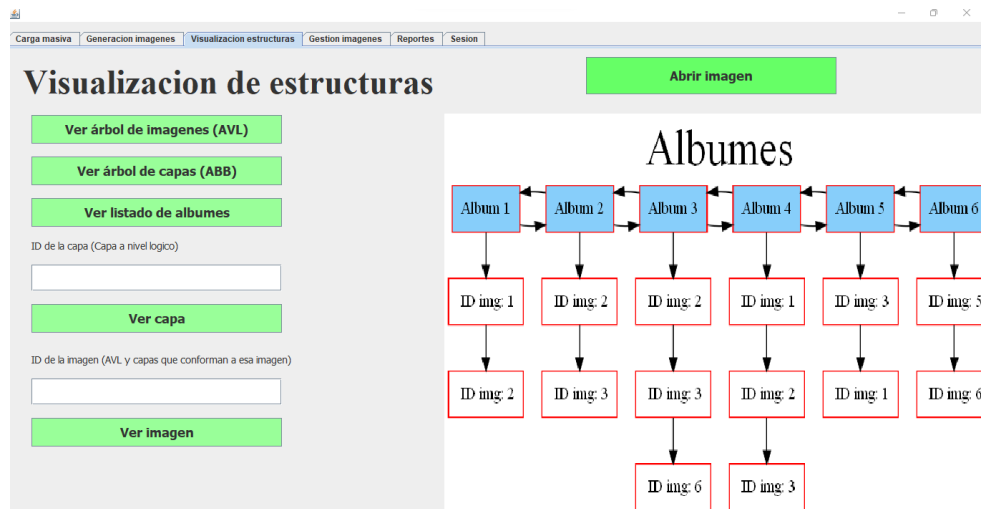 Carga masiva Generacion imagenes Visualizacion estructuras Gestion imagenes Reportes Sesion
Visualizacion de estructuras
Abrir imagen
Ver árbol de imagenes (AVL)
Ver árbol de capas (ABB)
Ver listado de albumes
ID de la capa (Capa a nivel logico)
Ver capa
ID de la imagen (AVL y capas que conforman a esa imagen)
Ver imagen
Albumes
Album 1 Album 2 Album 3 Album 4 Album 5 Album 6
ID img: 1 ID img: 2 ID img: 2 ID img: 1 ID img: 3 ID img: 5
ID img: 2 ID img: 3 ID img: 3 ID img: 2 ID img: 1 ID img: 6
ID img: 6 ID img: 3